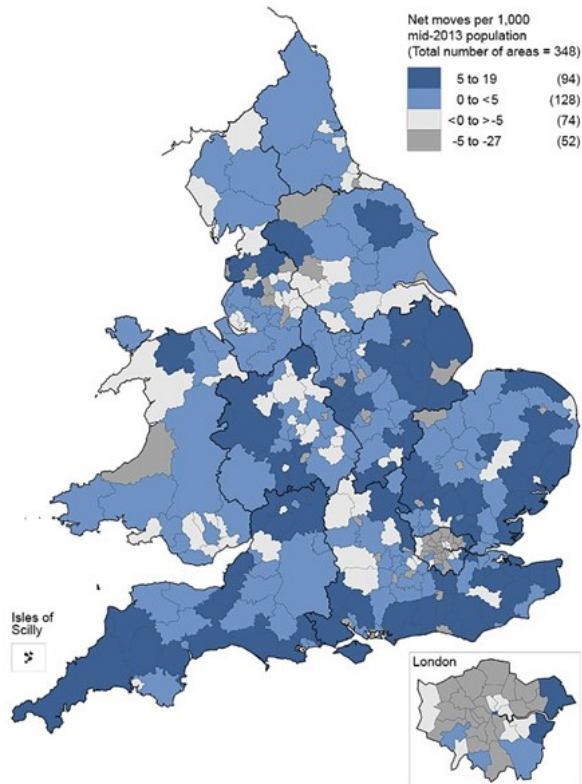 Net moves per 1,000
mid-2013 population
(Total number of areas = 348)
5 to 19 (94)
0 to <5 (128)
<0 to >-5 (74)
-5 to -27 (52)
Isles of
Scilly
London